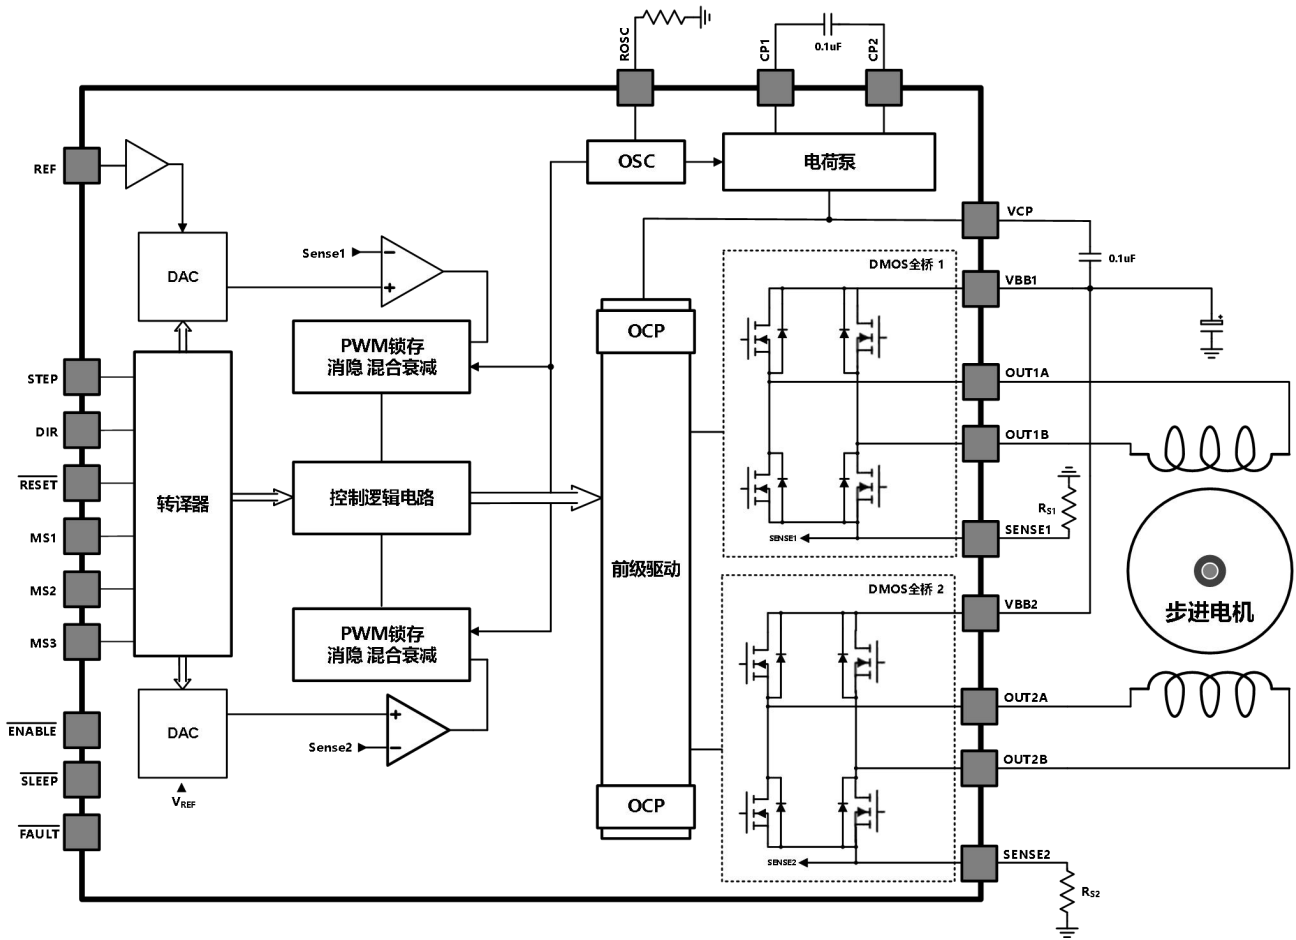 ROSC
CP1
0.1uF
CP2
REF
OSC
电荷泵
VCP
DAC
Sense1
DMOS全桥 1
0.1uF
VBB1
OCP
PWM锁存
消隐 混合衰减
STEP
OUT1A
DIR
OUT1B
RESET
转译器
控制逻辑电路
RS1
MS1
SENSE1
SENSE1
前级驱动
MS2
DMOS全桥 2
VBB2
步进电机
MS3
PWM锁存
消隐 混合衰减
OUT2A
ENABLE
DAC
Sense2
OUT2B
SLEEP
VREF
OCP
FAULT
SENSE2
SENSE2
RS2